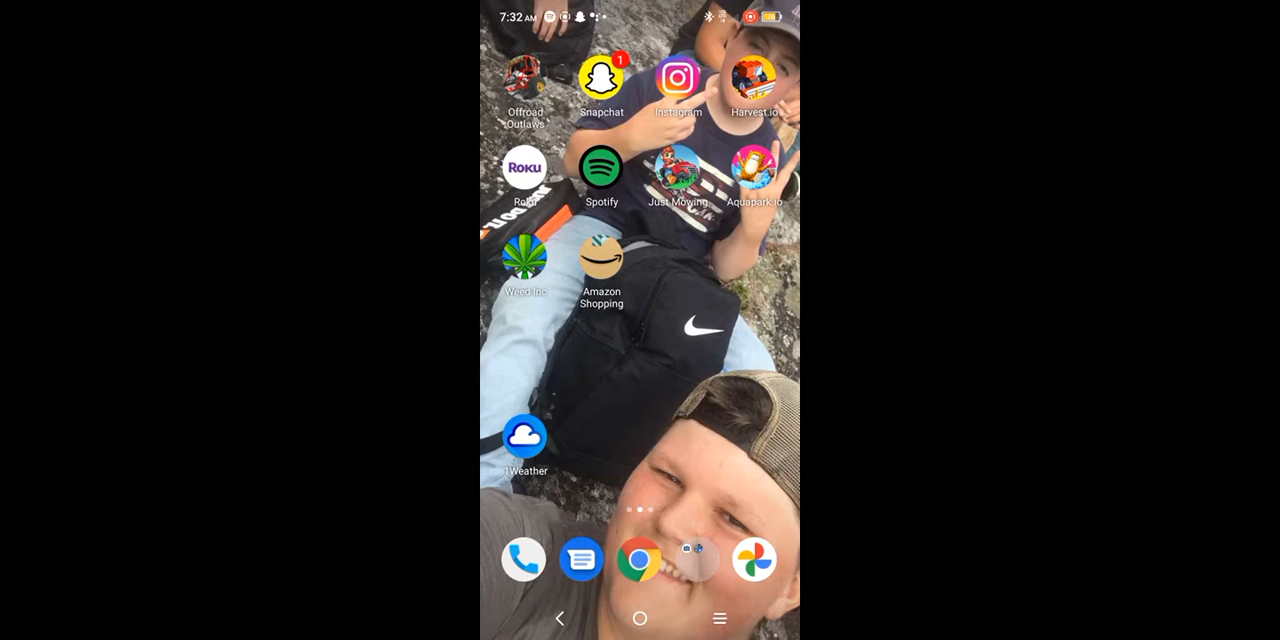 7:32 AM
Offroad
Outlaws
1
Snapchat
Instagram
Harvest.io
ROKU
Roku
Spotify
Just Mowing
Aquapark.io
Weed Inc
Amazon
Shopping
1Weather